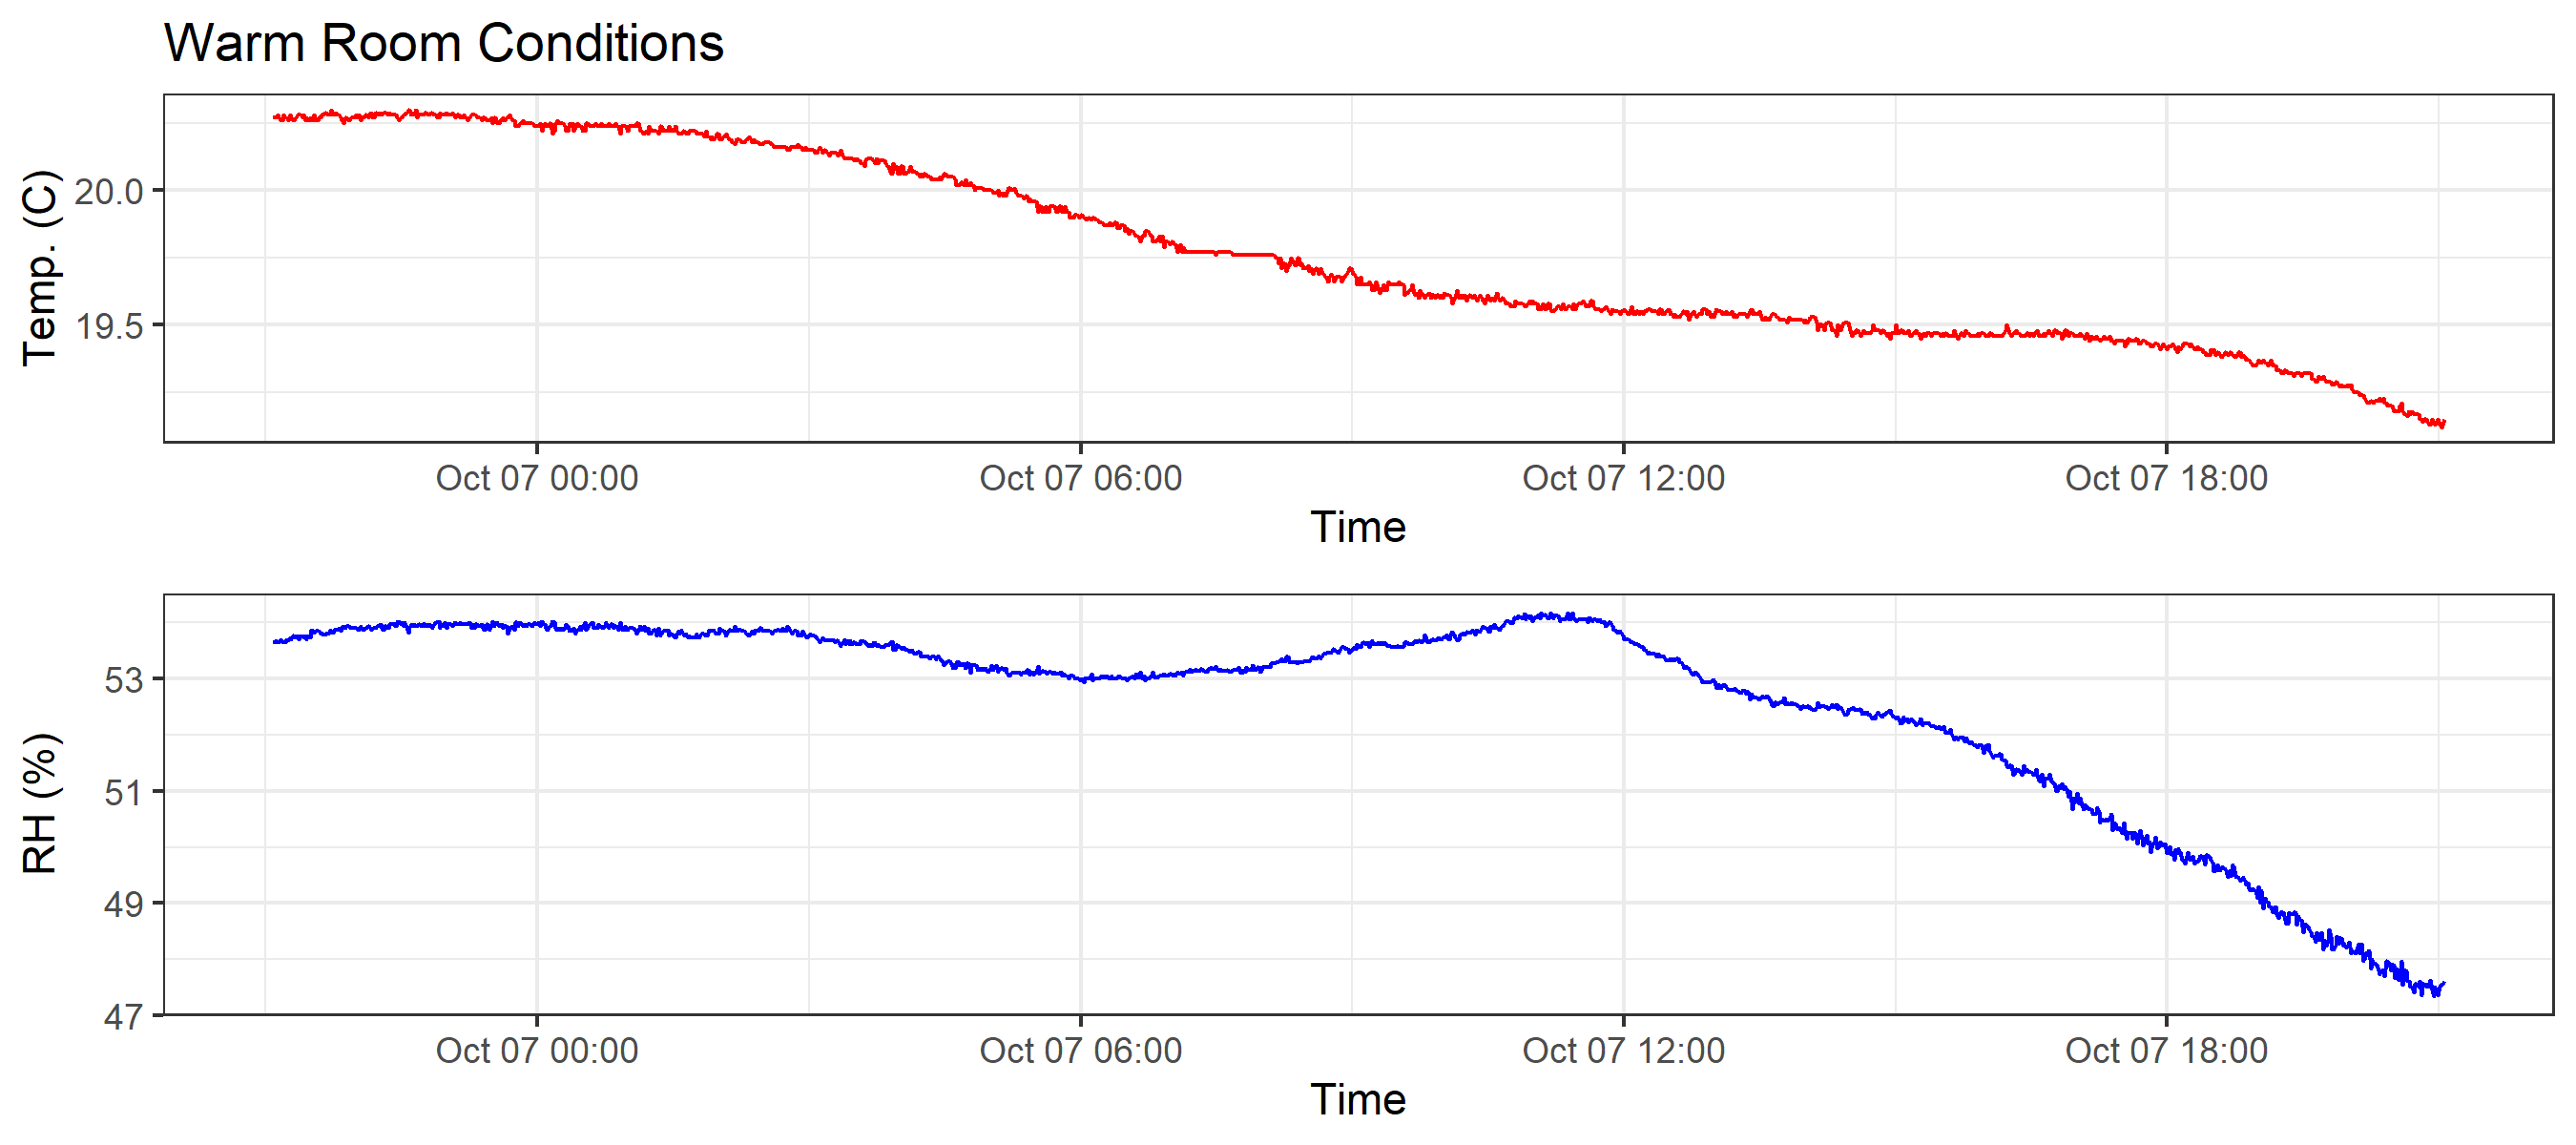 Warm Room Conditions
Temp. (C)
20.0
19.5
Oct 07 00:00 Oct 07 06:00 Oct 07 12:00 Oct 07 18:00
Time
RH (%)
53
51
49
47
Oct 07 00:00 Oct 07 06:00 Oct 07 12:00 Oct 07 18:00
Time